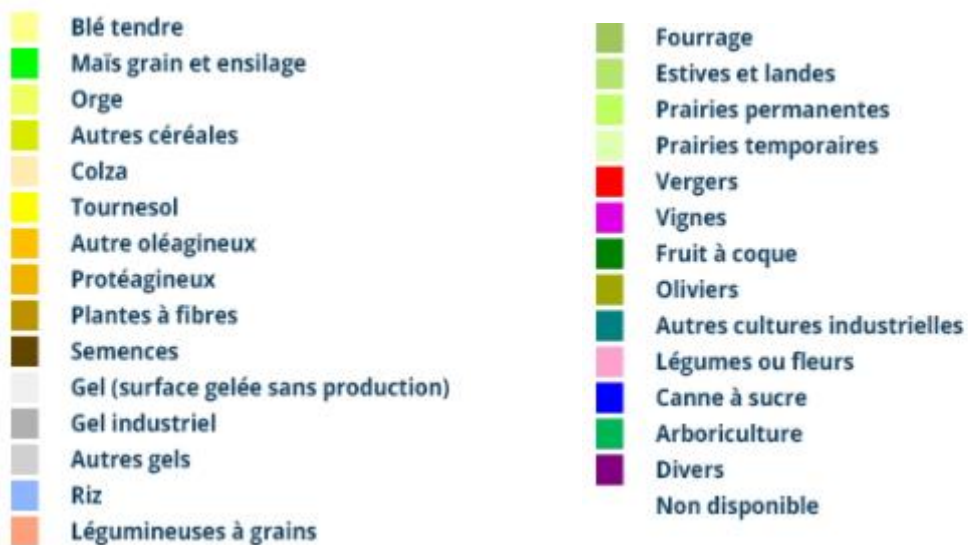 Blé tendre
Maïs grain et ensilage
Orge
Autres céréales
Colza
Tournesol
Autre oléagineux
Protéagineux
Plantes à fibres
Semences
Gel (surface gelée sans production)
Gel industriel
Autres gels
Riz
Légumineuses à grains
Fourrage
Estives et landes
Prairies permanentes
Prairies temporaires
Vergers
Vignes
Fruit à coque
Oliviers
Autres cultures industrielles
Légumes ou fleurs
Canne à sucre
Arboriculture
Divers
Non disponible